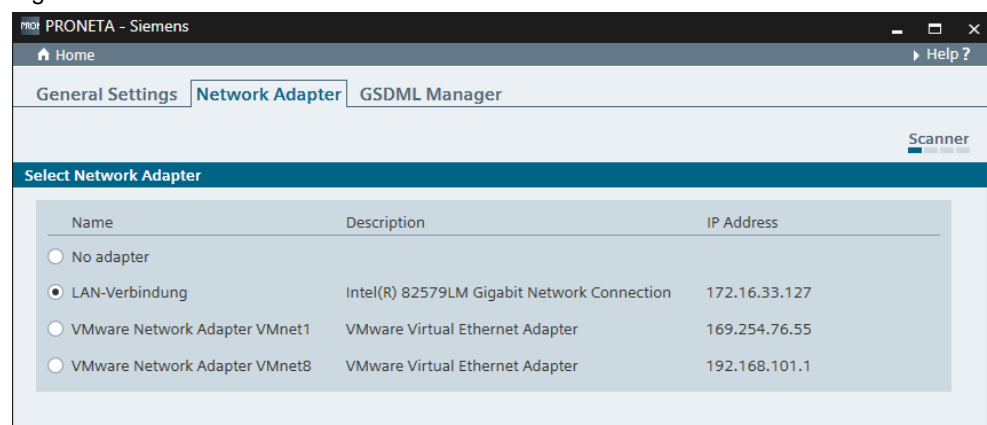 PRONETA - Siemens
Home Help ?
General Settings Network Adapter GSDML Manager
Scanner
Select Network Adapter
Name Description IP Address
No adapter
LAN-Verbindung Intel(R) 82579LM Gigabit Network Connection 172.16.33.127
VMware Network Adapter VMnet1 VMware Virtual Ethernet Adapter 169.254.76.55
VMware Network Adapter VMnet8 VMware Virtual Ethernet Adapter 192.168.101.1